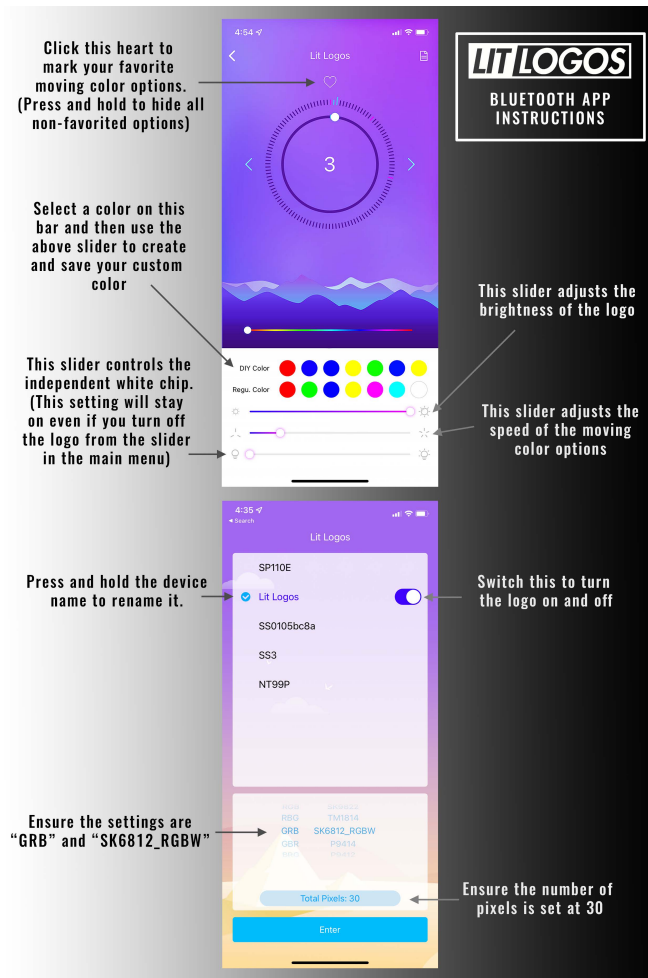 Click this heart to
mark your favorite
moving color options.
(Press and hold to hide all
non-favorited options)
4:54
Lit Logos
LIT LOGOS
BLUETOOTH APP
INSTRUCTIONS
3
Select a color on this
bar and then use the
above slider to create
and save your custom
color
This slider adjusts the
brightness of the logo
This slider controls the
independent white chip.
(This setting will stay
on even if you turn off
the logo from the slider
in the main menu)
DIY Color
Regu. Color
This slider adjusts the
speed of the moving
color options
4:35
Search
Lit Logos
SP110E
Press and hold the device
name to rename it.
Lit Logos
Switch this to turn
the logo on and off
SS0105bc8a
SS3
NT99P
Ensure the settings are
“GRB” and “SK6812_RGBW”
RBG TM1814
GRB SK6812_RGBW
GBR P9414
Total Pixels: 30
Ensure the number of
pixels is set at 30
Enter